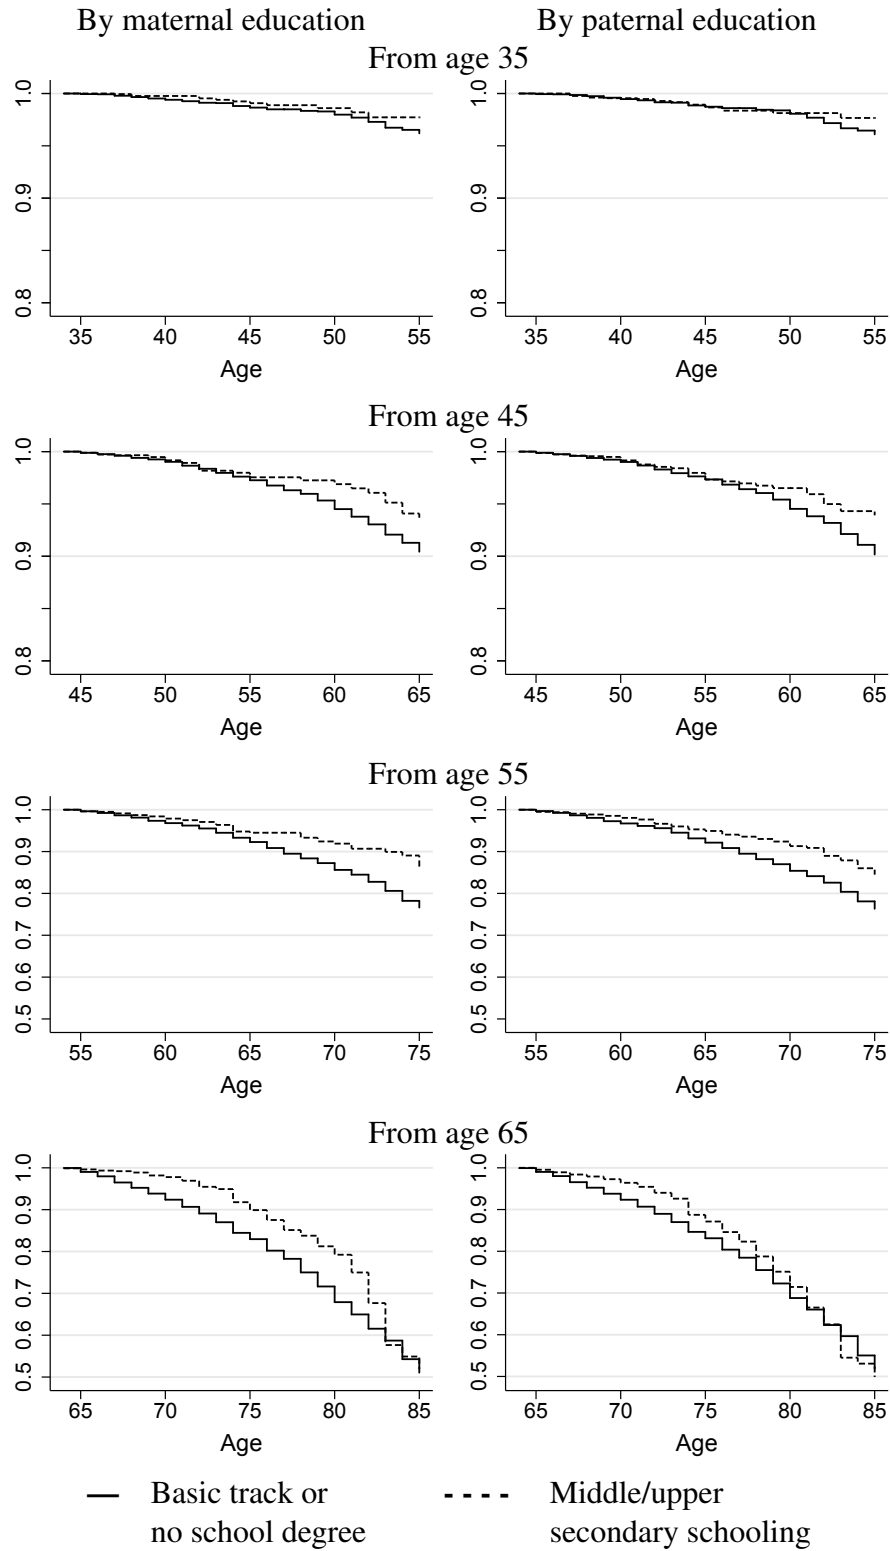 By maternal education
By paternal education
From age 35
1.0
0.9
0.8
35 40 45 50 55
Age
1.0
0.9
0.8
35 40 45 50 55
Age
From age 45
1.0
0.9
0.8
45 50 55 60 65
Age
1.0
0.9
0.8
45 50 55 60 65
Age
From age 55
1.0
0.9
0.8
0.7
0.6
0.5
55 60 65 70 75
Age
1.0
0.9
0.8
0.7
0.6
0.5
55 60 65 70 75
Age
From age 65
1.0
0.9
0.8
0.7
0.6
0.5
65 70 75 80 85
Age
1.0
0.9
0.8
0.7
0.6
0.5
65 70 75 80 85
Age
Basic track or
no school degree
Middle/upper
secondary schooling